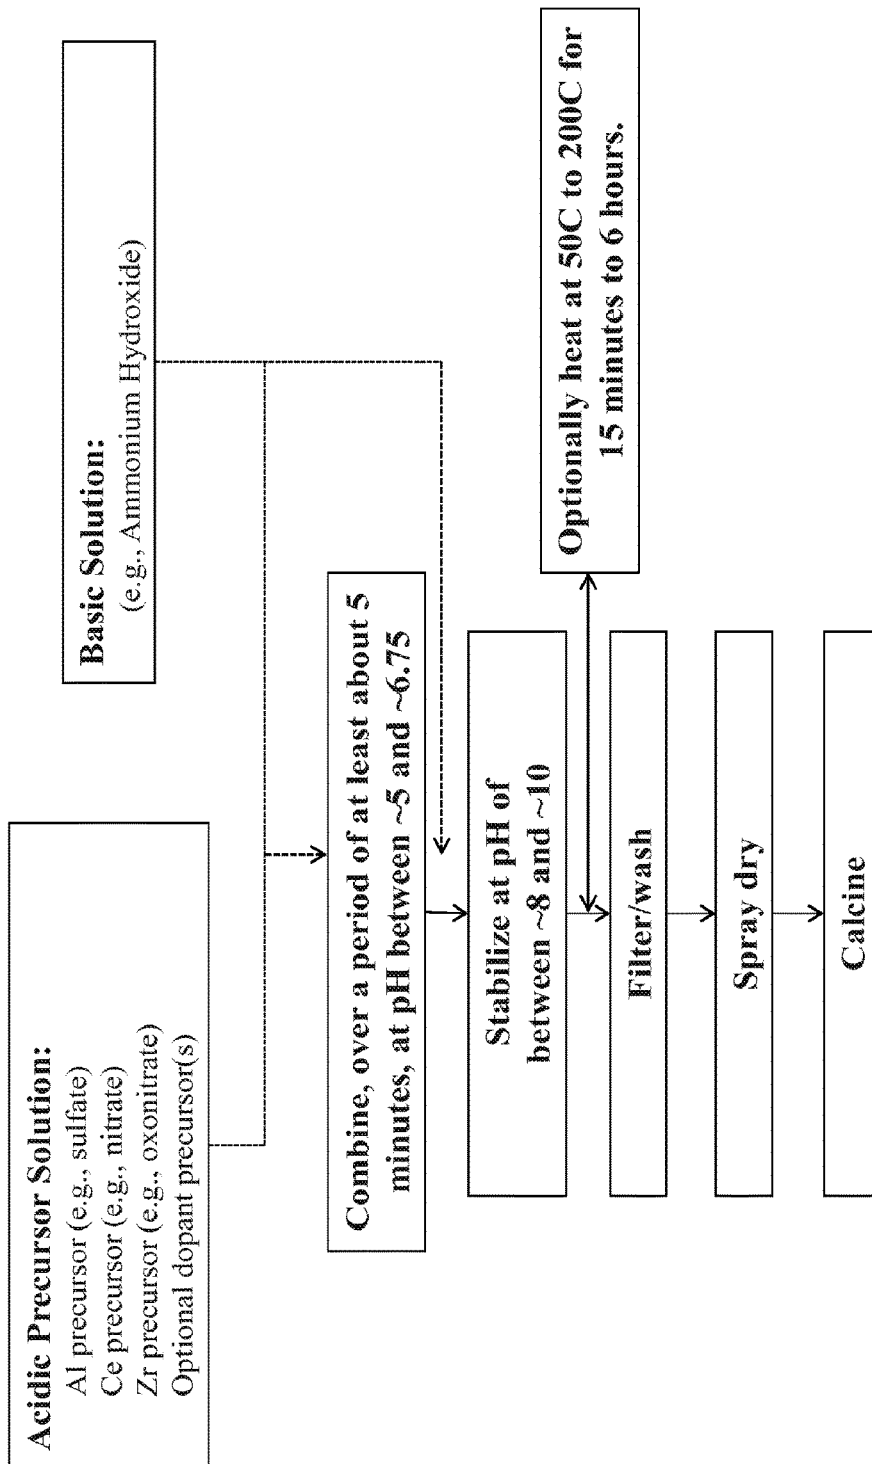 Acidic Precursor Solution:
Al precursor (e.g., sulfate)
Ce precursor (e.g., nitrate)
Zr precursor (e.g., oxonitrate)
Optional dopant precursor(s)
Basic Solution:
(e.g., Ammonium Hydroxide)
Combine, over a period of at least about 5
minutes, at pH between ~5 and ~6.75
Stabilize at pH of
between ~8 and ~10
Optionally heat at 50C to 200C for
15 minutes to 6 hours.
Filter/wash
Spray dry
Calcine